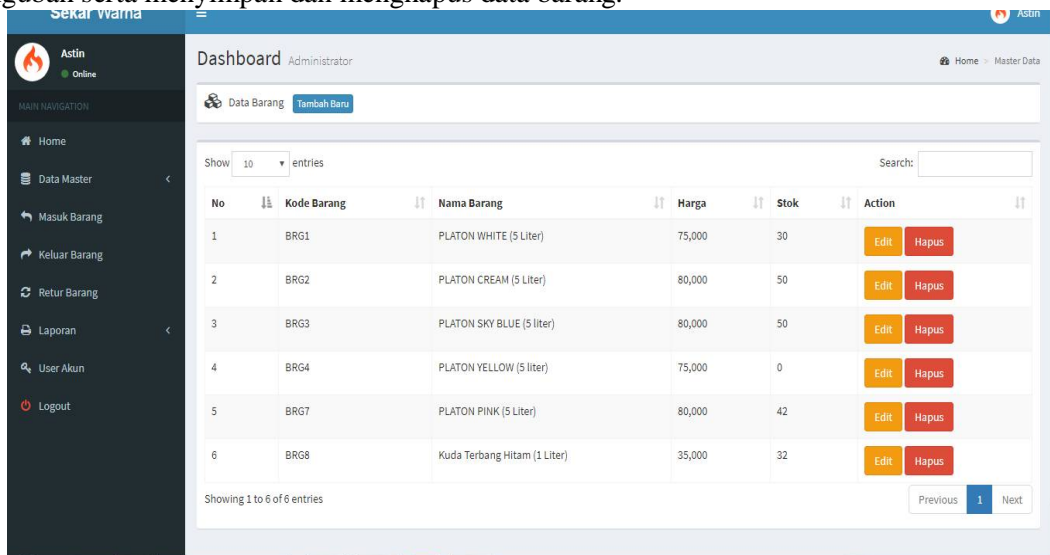 serta menyimpan dan menghapus data barang.
Sekar Warna
Astin
Astin
Online
Dashboard Administrator
Home > Master Data
MAIN NAVIGATION
Data Barang Tambah Baru
Home
Data Master
Masuk Barang
Keluar Barang
Retur Barang
Laporan
User Akun
Logout
Show 10 entries
Search:
No Kode Barang Nama Barang Harga Stok Action
1 BRG1 PLATON WHITE (5 Liter) 75,000 30 Edit Hapus
2 BRG2 PLATON CREAM (5 Liter) 80,000 50 Edit Hapus
3 BRG3 PLATON SKY BLUE (5 liter) 80,000 50 Edit Hapus
4 BRG4 PLATON YELLOW (5 liter) 75,000 0 Edit Hapus
5 BRG7 PLATON PINK (5 Liter) 80,000 42 Edit Hapus
6 BRG8 Kuda Terbang Hitam (1 Liter) 35,000 32 Edit Hapus
Showing 1 to 6 of 6 entries
Previous 1 Next